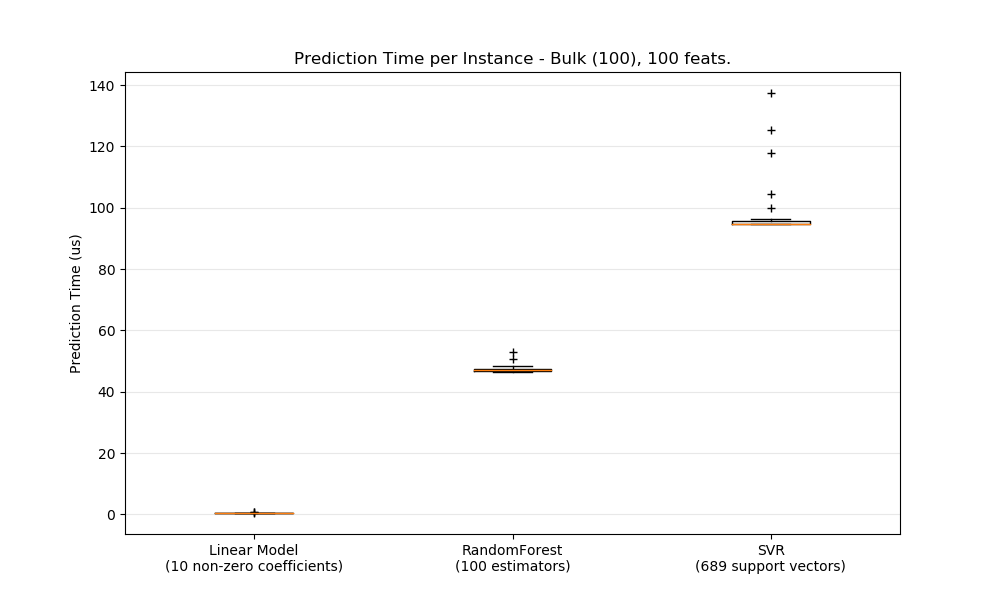 Prediction Time per Instance - Bulk (100), 100 feats.
Prediction Time (us)
140
120
100
80
60
40
20
0
Linear Model
(10 non-zero coefficients)
RandomForest
(100 estimators)
SVR
(689 support vectors)